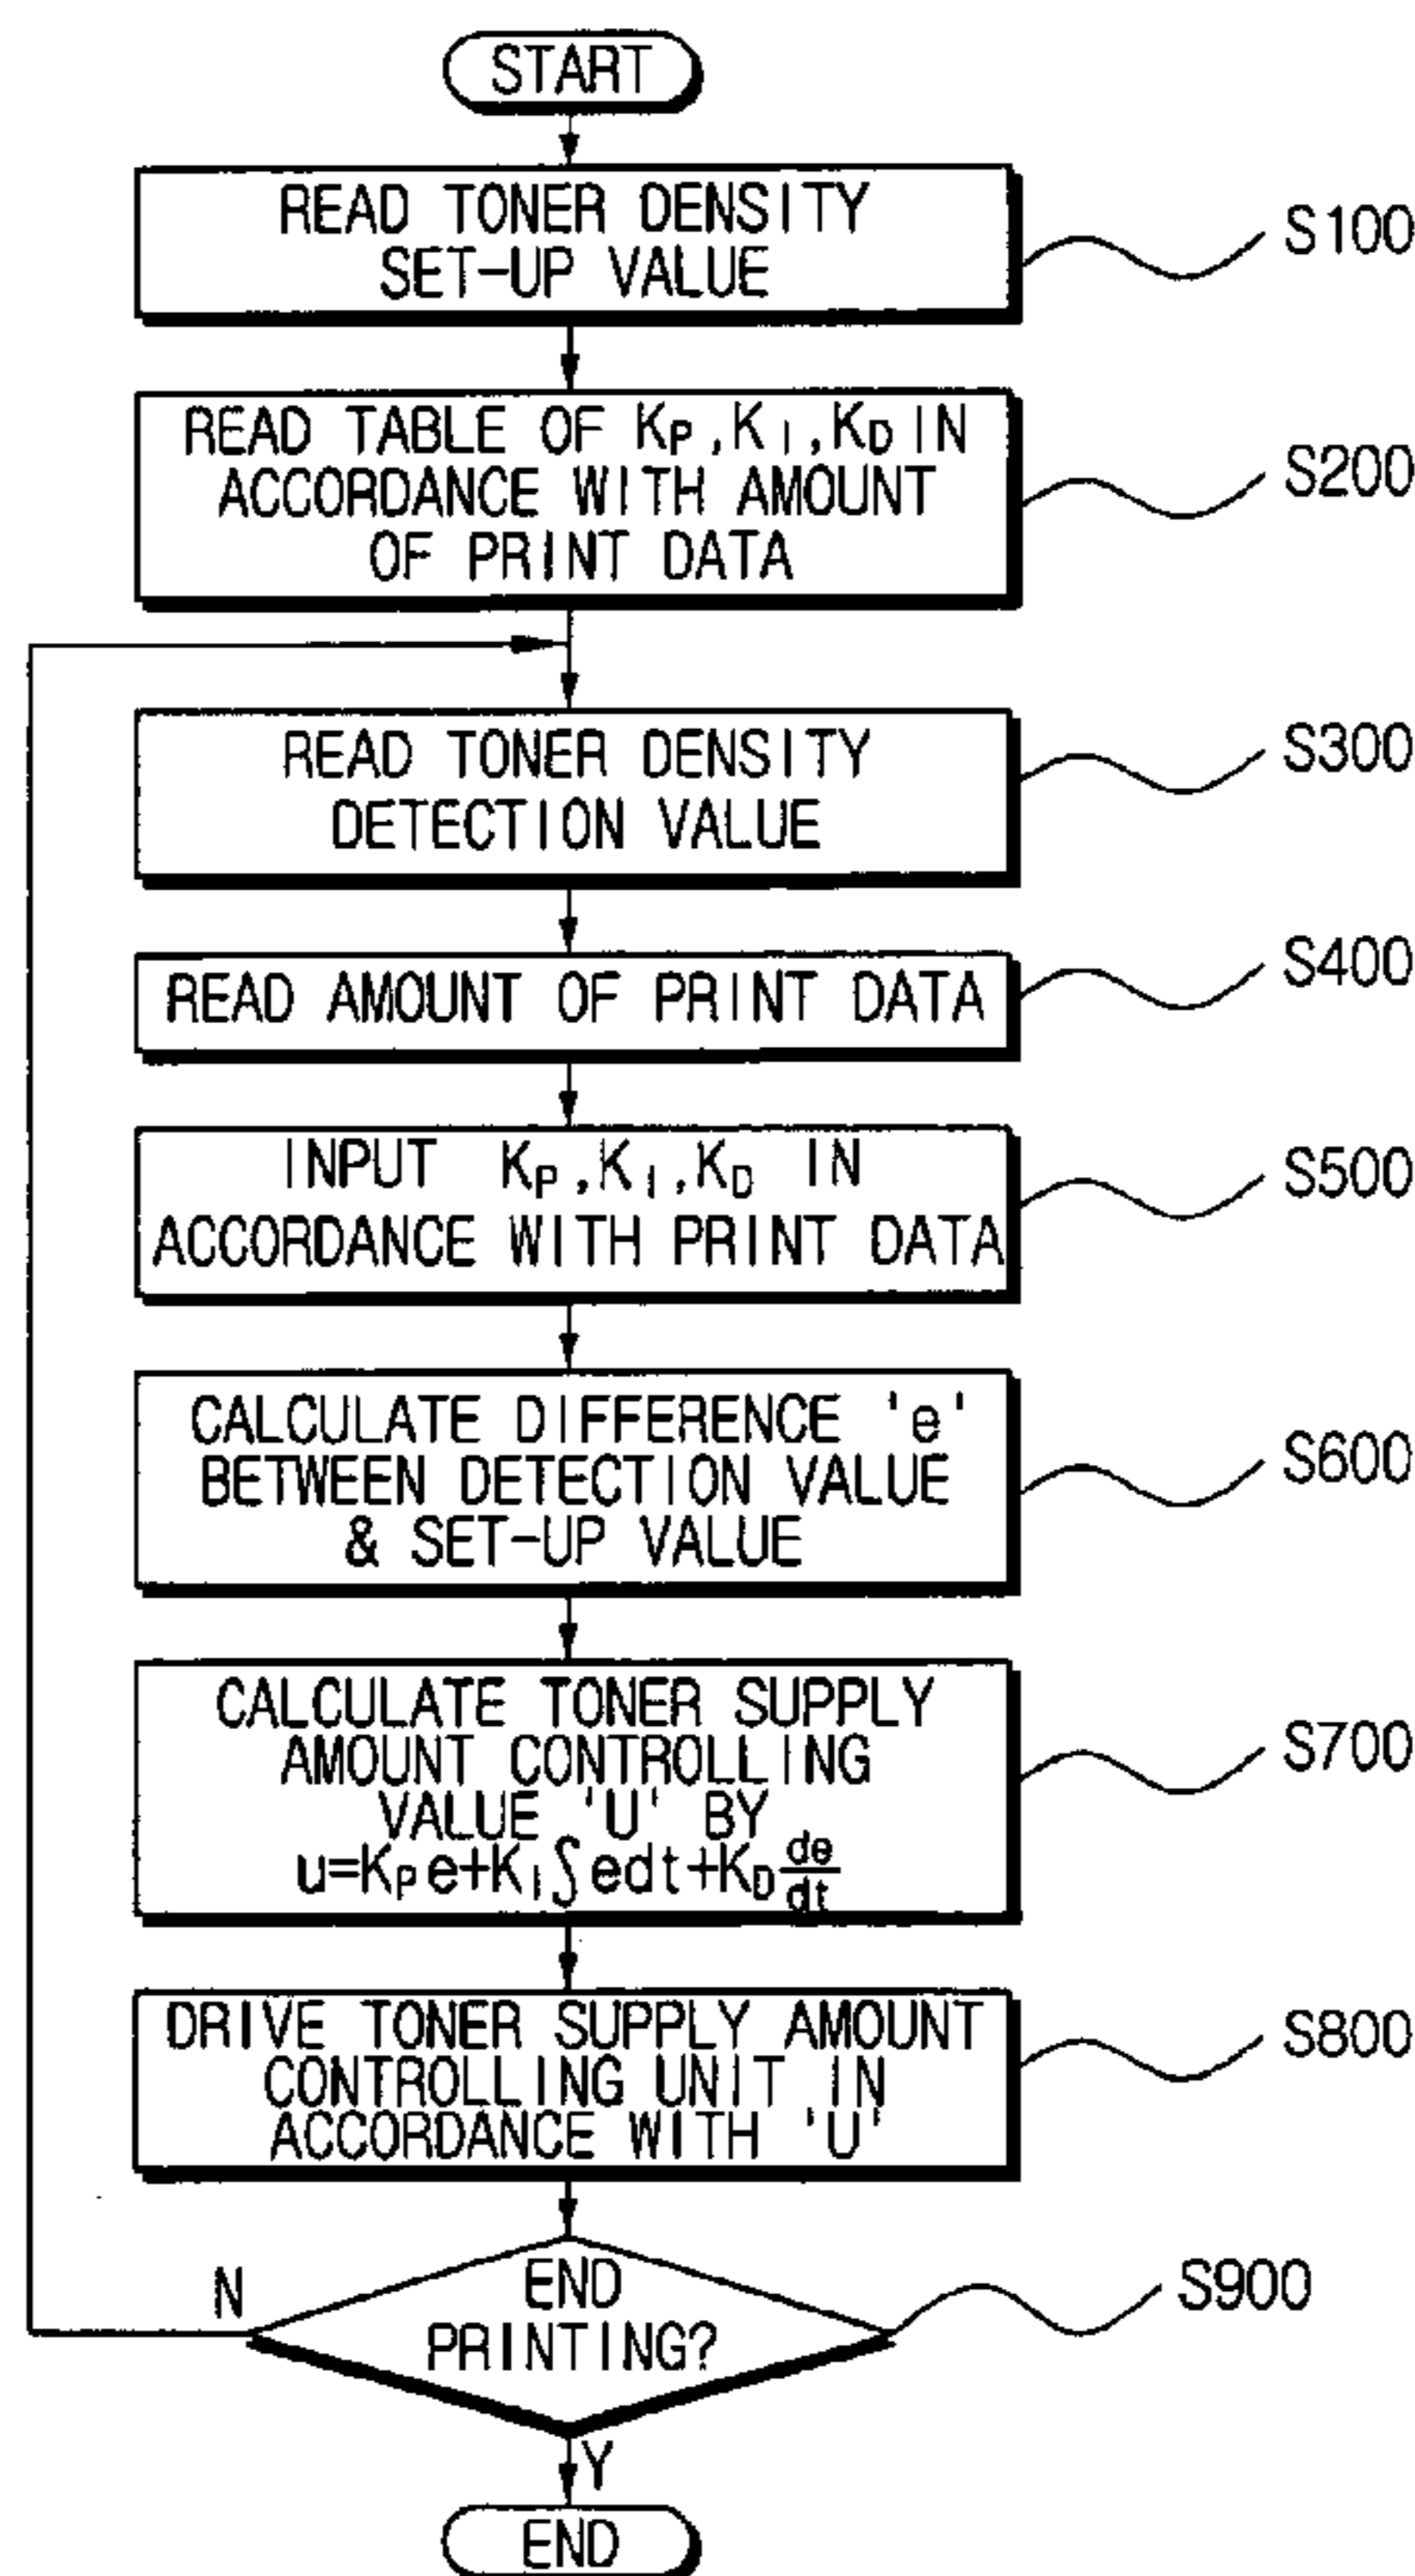 START
READ TONER DENSITY
SET-UP VALUE
S100
READ TABLE OF KP,KI,KD IN
ACCORDANCE WITH AMOUNT
OF PRINT DATA
S200
READ TONER DENSITY
DETECTION VALUE
S300
READ AMOUNT OF PRINT DATA
S400
INPUT KP,KI,KD IN
ACCORDANCE WITH PRINT DATA
S500
CALCULATE DIFFERENCE 'e'
BETWEEN DETECTION VALUE
& SET-UP VALUE
S600
CALCULATE TONER SUPPLY
AMOUNT CONTROLLING
VALUE 'U' BY
u=KPe+KI∫edt+KD de/dt
S700
DRIVE TONER SUPPLY AMOUNT
CONTROLLING UNIT IN
ACCORDANCE WITH 'U'
S800
END
PRINTING?
S900
N
Y
END